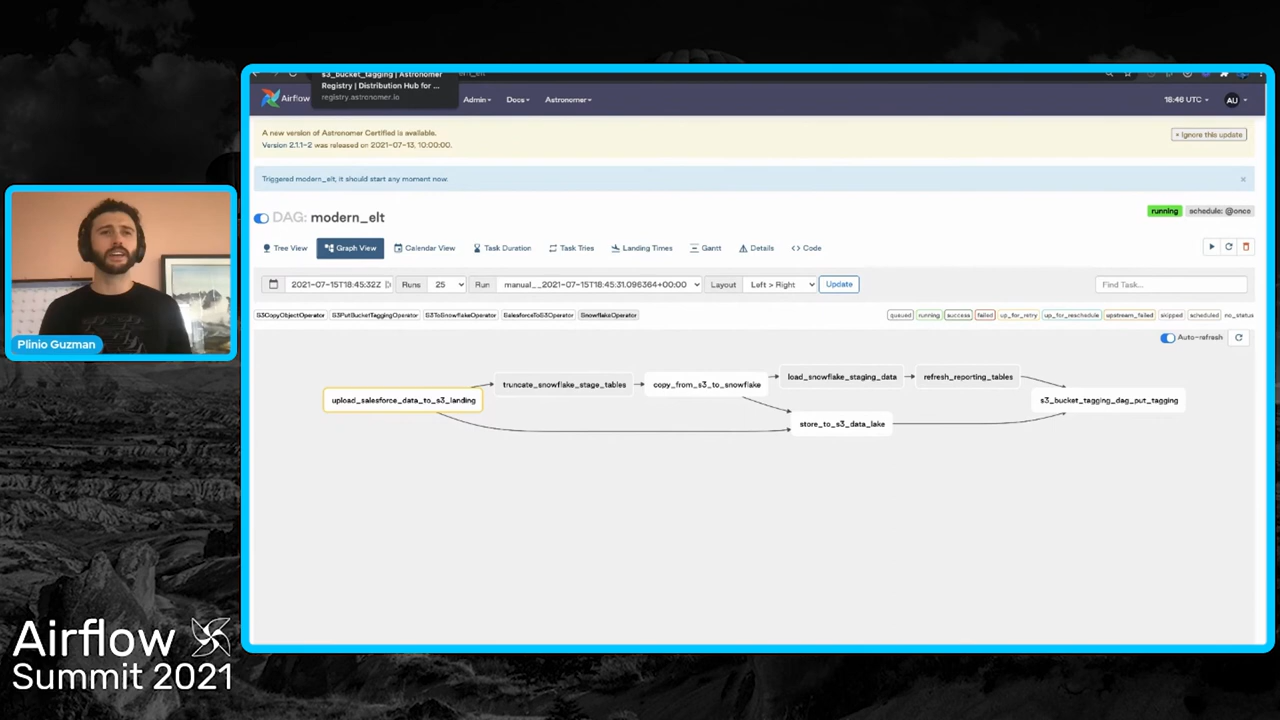 s3_bucket_tagging | Astronomer
Registry | Distribution Hub for ...
registry.astronomer.io
Airflow
Admin
Docs
Astronomer
18:46 UTC
AU
A new version of Astronomer Certified is available.
Version 2.1.1-2 was released on 2021-07-13, 10:00:00.
Ignore this update
Triggered modern_elt, it should start any moment now.
×
DAG: modern_elt
running
schedule: @once
Tree View
Graph View
Calendar View
Task Duration
Task Tries
Landing Times
Gantt
Details
<> Code
2021-07-15T18:45:32Z
Runs
25
Run
manual__2021-07-15T18:45:31.096364+00:00
Layout
Left > Right
Update
Find Task...
S3CopyObjectOperator
S3PutBucketTaggingOperator
S3ToSnowflakeOperator
SalesforceToS3Operator
SnowflakeOperator
queued
running
success
failed
up_for_retry
up_for_reschedule
upstream_failed
skipped
scheduled
no_status
Auto-refresh
upload_salesforce_data_to_s3_landing
truncate_snowflake_stage_tables
copy_from_s3_to_snowflake
load_snowflake_staging_data
refresh_reporting_tables
store_to_s3_data_lake
s3_bucket_tagging_dag_put_tagging
Plinio Guzman
Airflow
Summit 2021